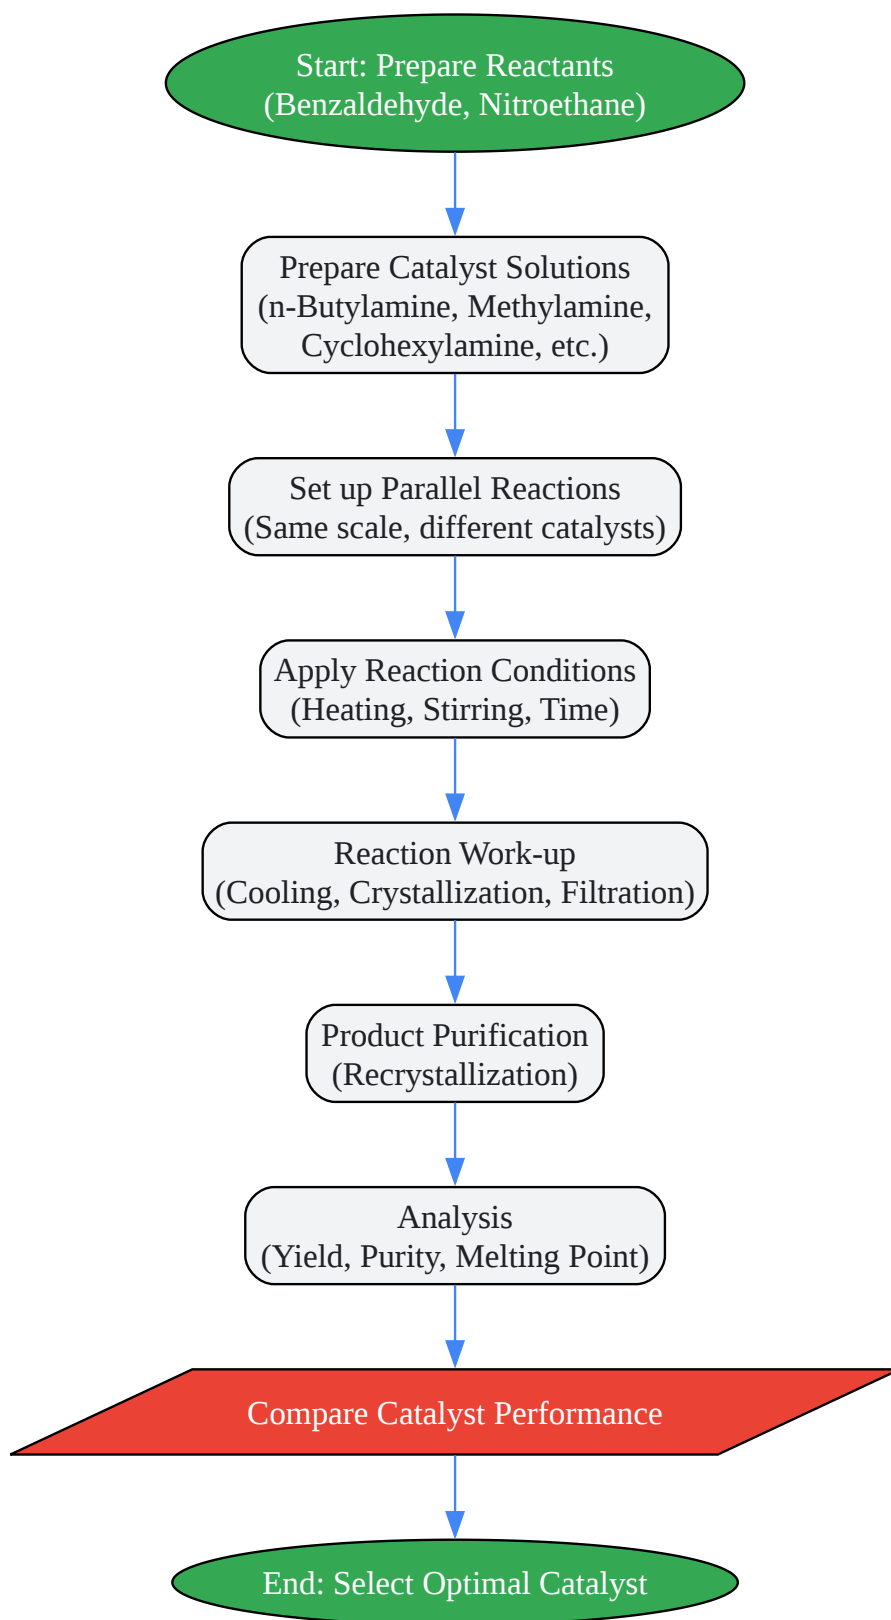 Start: Prepare Reactants
(Benzaldehyde, Nitroethane)
Prepare Catalyst Solutions
(n-Butylamine, Methylamine,
Cyclohexylamine, etc.)
Set up Parallel Reactions
(Same scale, different catalysts)
Apply Reaction Conditions
(Heating, Stirring, Time)
Reaction Work-up
(Cooling, Crystallization, Filtration)
Product Purification
(Recrystallization)
Analysis
(Yield, Purity, Melting Point)
Compare Catalyst Performance
End: Select Optimal Catalyst